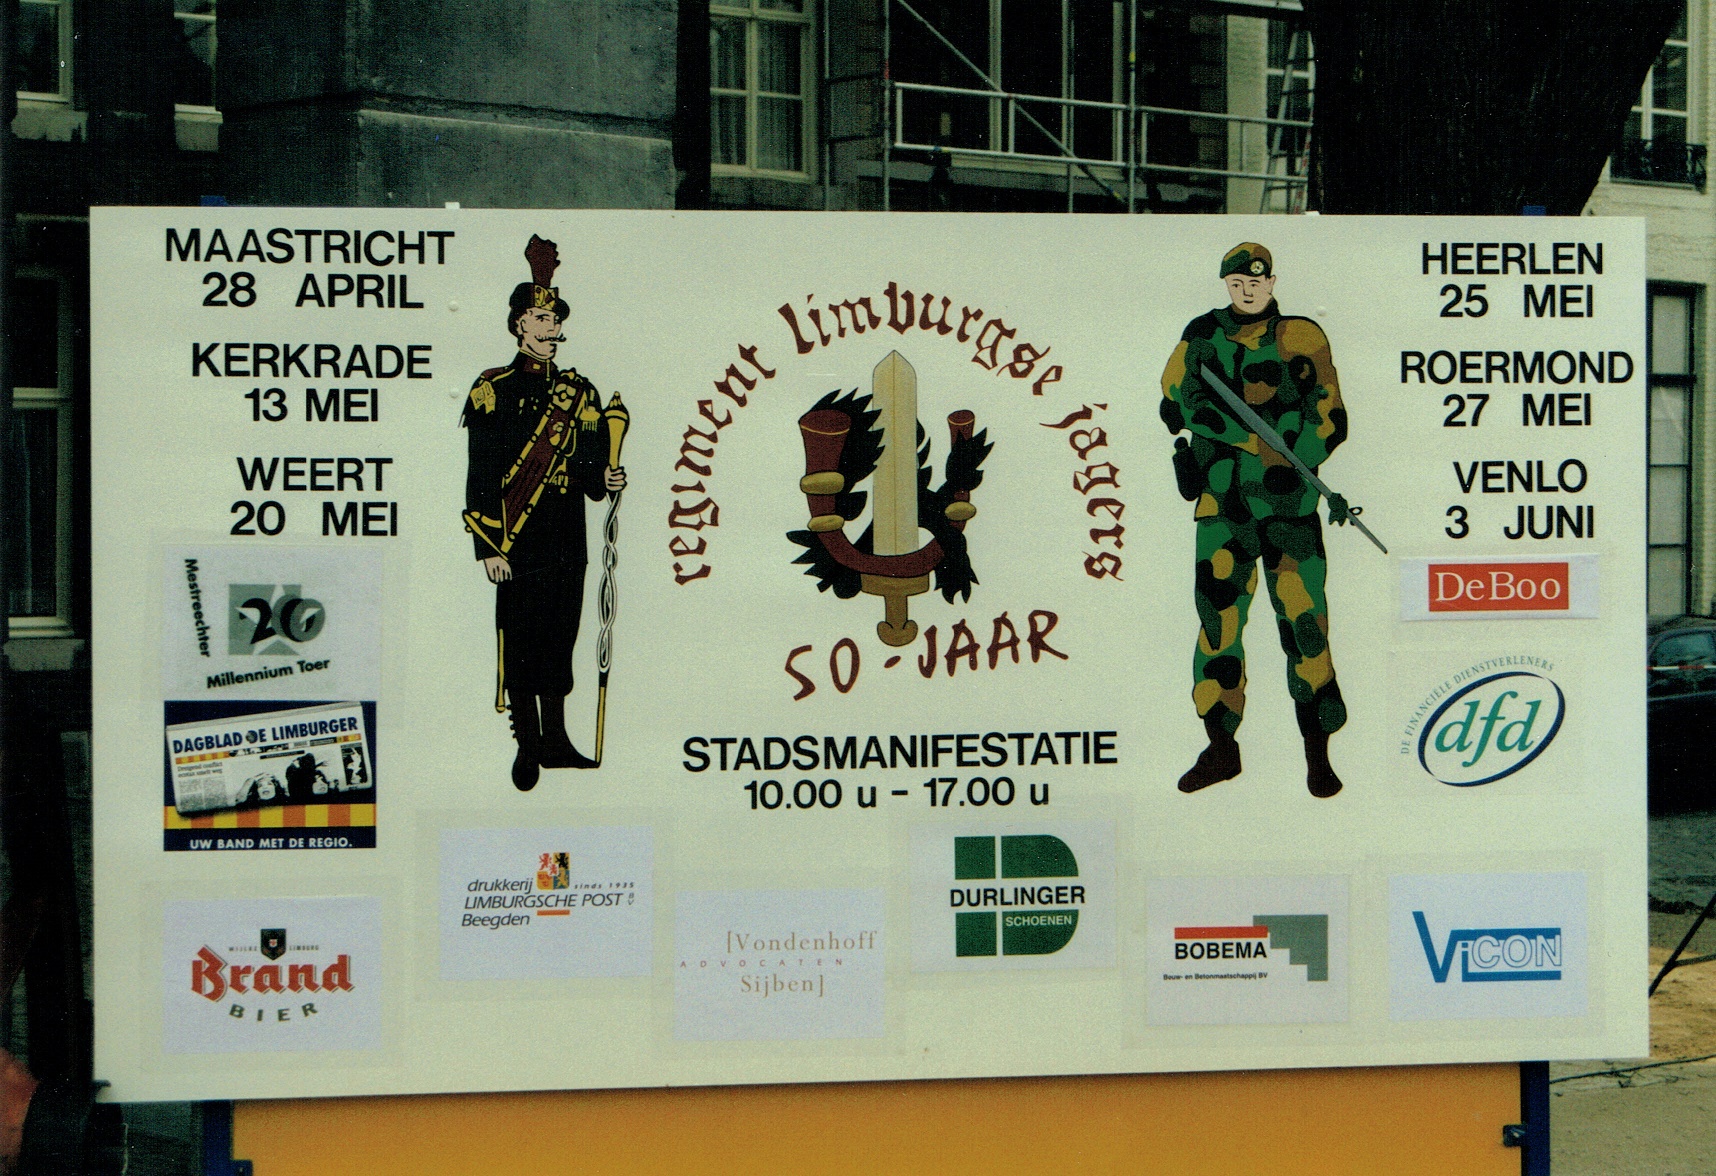 MAASTRICHT
28 APRIL
KERKRADE
13 MEI
WEERT
20 MEI
regiment limburgse jagers
50-JAAR
STADSMANIFESTATIE
10.00 u - 17.00 u
HEERLEN
25 MEI
ROERMOND
27 MEI
VENLO
3 JUNI
Mestreechter
20
Millennium Toer
DAGBLAD DE LIMBURGER
UW BAND MET DE REGIO.
DeBoo
DE FINANCIËLE DIENSTVERLENERS
dfd
Brand
BIER
drukkerij sinds 1935
LIMBURGSCHE POST BV
Beegden
[Vondenhoff
ADVOCATEN
Sijben]
DURLINGER
SCHOENEN
BOBEMA
Bouw- en Betonmaatschappij BV
ViCON